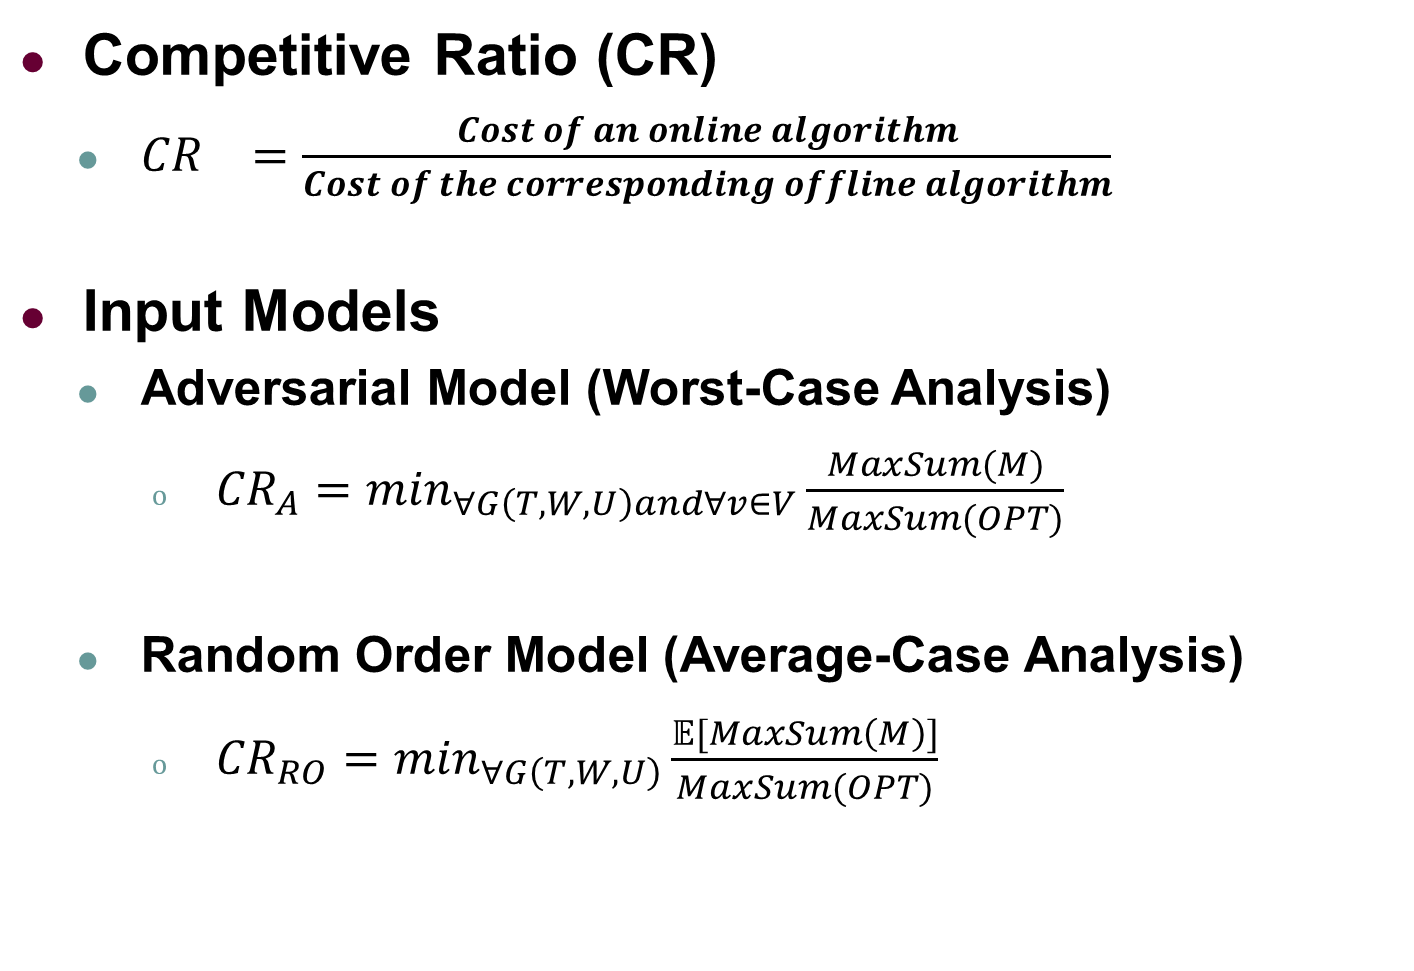 • Competitive Ratio (CR)
• CR = Cost of an online algorithm / Cost of the corresponding offline algorithm
• Input Models
• Adversarial Model (Worst-Case Analysis)
o CR_A = min_{∀G(T,W,U)and∀v∈V} MaxSum(M) / MaxSum(OPT)
• Random Order Model (Average-Case Analysis)
o CR_{RO} = min_{∀G(T,W,U)} 𝔼[MaxSum(M)] / MaxSum(OPT)